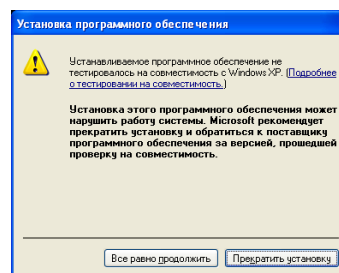 Установка программного обеспечения
Устанавливаемое программное обеспечение не
тестировалось на совместимость с Windows XP. (Подробнее
о тестировании на совместимость.)
Установка этого программного обеспечения может
нарушить работу системы. Microsoft рекомендует
прекратить установку и обратиться к поставщику
программного обеспечения за версией, прошедшей
проверку на совместимость.
Все равно продолжить Прекратить установку